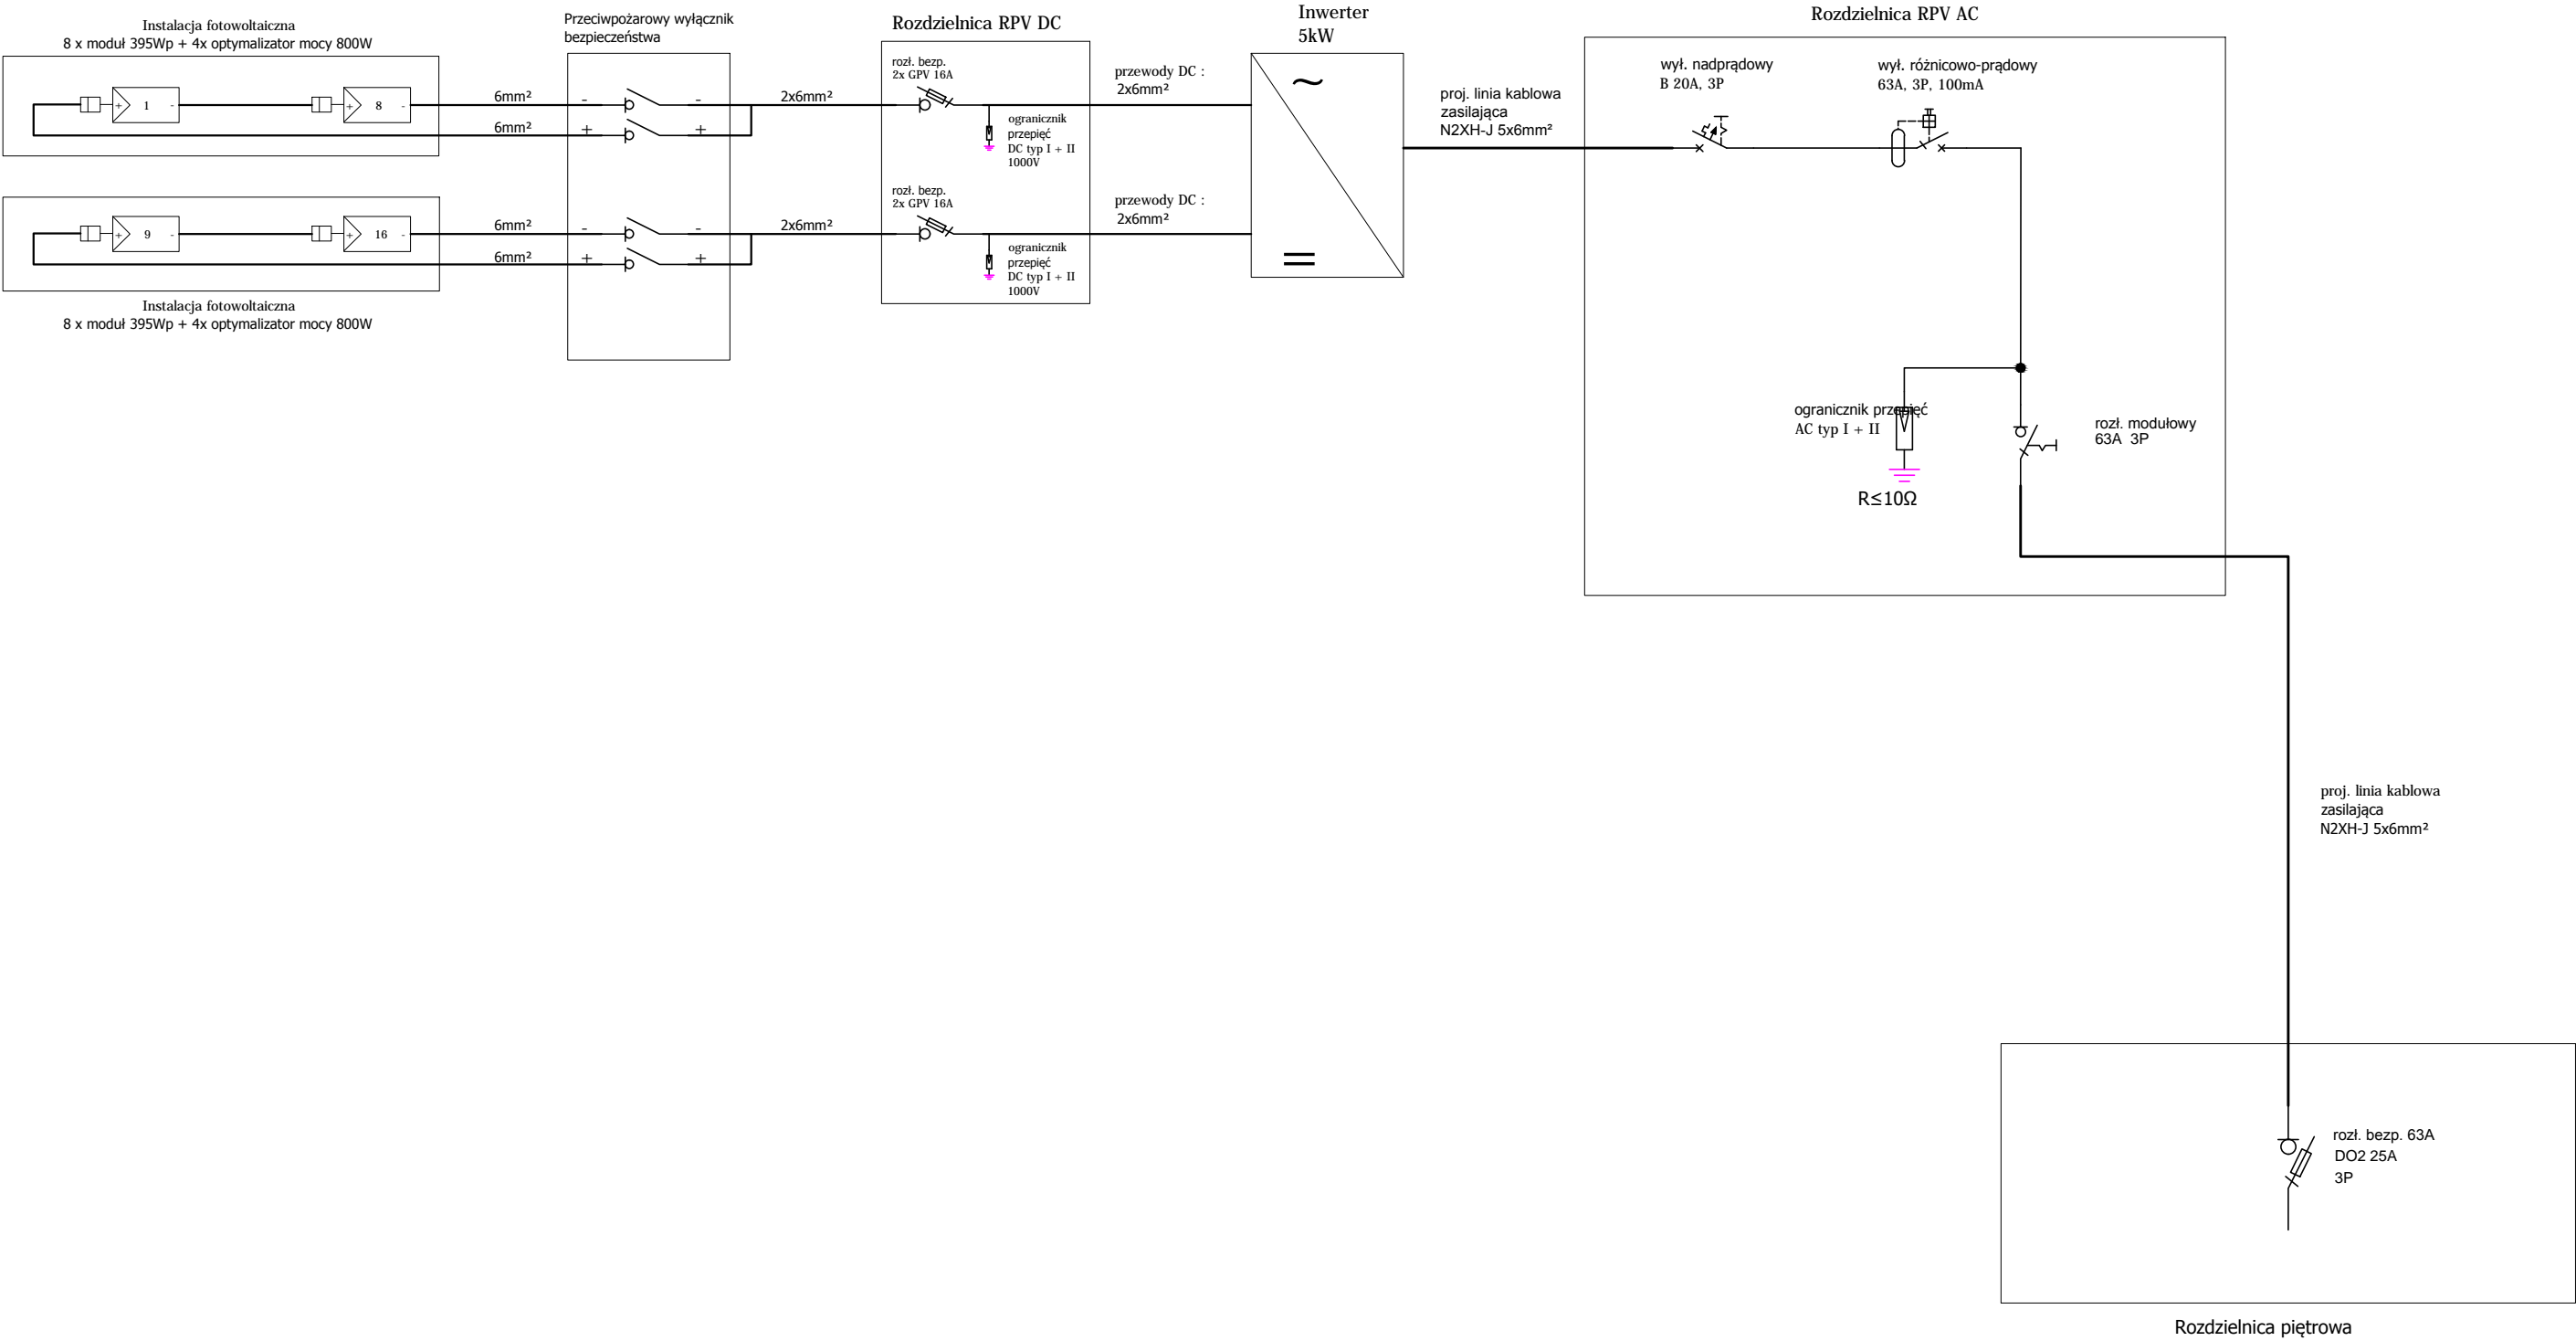 Instalacja fotowoltaiczna
8 x moduł 395Wp + 4x optymalizator mocy 800W
+ 1 -
+ 8 -
6mm²
6mm²
Przeciwpożarowy wyłącznik
bezpieczeństwa
- -
+ +
2x6mm²
Rozdzielnica RPV DC
rozł. bezp.
2x GPV 16A
ogranicznik
przepięć
DC typ I + II
1000V
przewody DC :
2x6mm²
+ 9 -
+ 16 -
6mm²
6mm²
Instalacja fotowoltaiczna
8 x moduł 395Wp + 4x optymalizator mocy 800W
- -
+ +
2x6mm²
rozł. bezp.
2x GPV 16A
ogranicznik
przepięć
DC typ I + II
1000V
przewody DC :
2x6mm²
Inwerter
5kW
~
=
proj. linia kablowa
zasilająca
N2XH-J 5x6mm²
Rozdzielnica RPV AC
wył. nadprądowy
B 20A, 3P
wył. różnicowo-prądowy
63A, 3P, 100mA
ogranicznik przepięć
AC typ I + II
R≤10Ω
rozł. modułowy
63A 3P
proj. linia kablowa
zasilająca
N2XH-J 5x6mm²
rozł. bezp. 63A
DO2 25A
3P
Rozdzielnica piętrowa